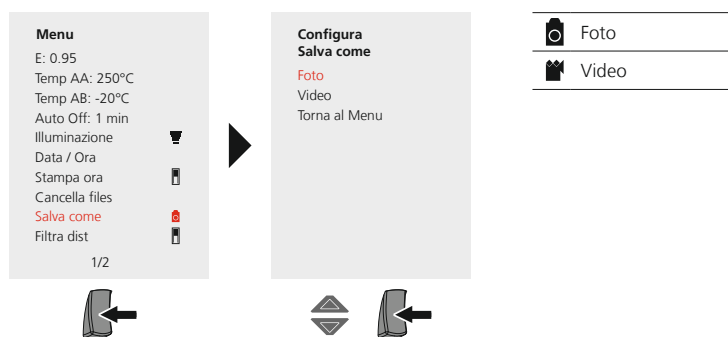 Menu
E: 0.95
Temp AA: 250°C
Temp AB: -20°C
Auto Off: 1 min
Illuminazione
Data / Ora
Stampa ora
Cancella files
Salva come
Filtra dist
1/2
Configura
Salva come
Foto
Video
Torna al Menu
Foto
Video